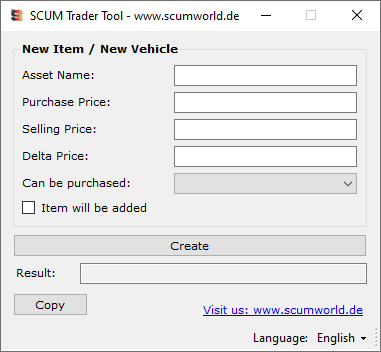 SCUM Trader Tool - www.scumworld.de
New Item / New Vehicle
Asset Name:
Purchase Price:
Selling Price:
Delta Price:
Can be purchased:
Item will be added
Create
Result:
Copy
Visit us: www.scumworld.de
Language: English